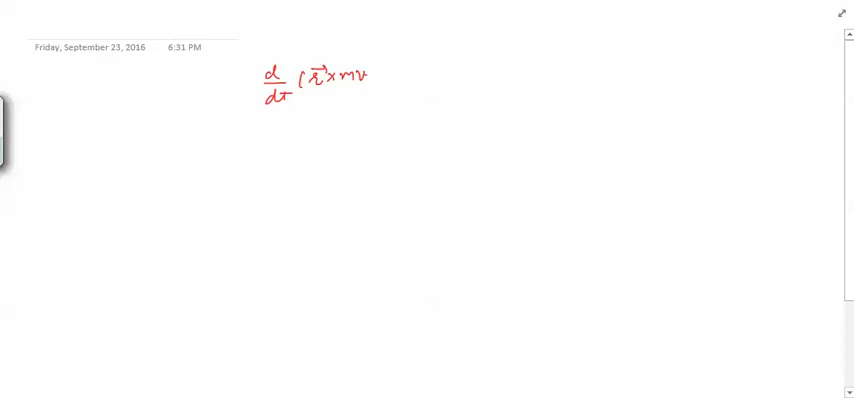 Friday, September 23, 2016 6:31 PM
d/dt (r⃗ × mv